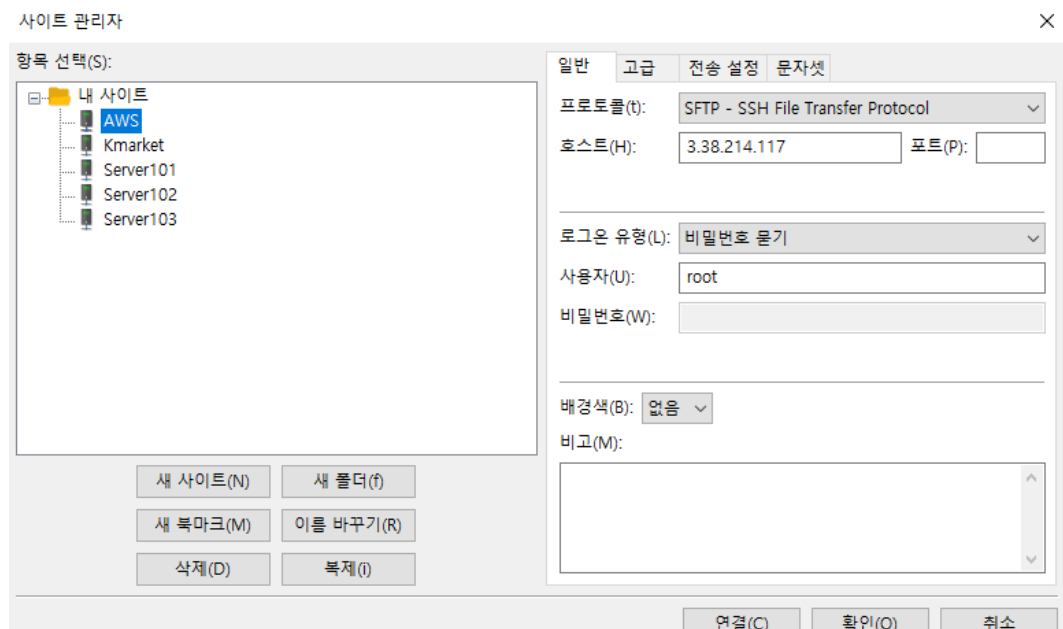 사이트 관리자
항목 선택(S):
내 사이트
AWS
Kmarket
Server101
Server102
Server103
새 사이트(N) 새 폴더(f)
새 북마크(M) 이름 바꾸기(R)
삭제(D) 복제(i)
일반 고급 전송 설정 문자셋
프로토콜(t): SFTP - SSH File Transfer Protocol
호스트(H): 3.38.214.117 포트(P):
로그온 유형(L): 비밀번호 묻기
사용자(U): root
비밀번호(W):
배경색(B): 없음
비고(M):
연결(C) 확인(O) 취소